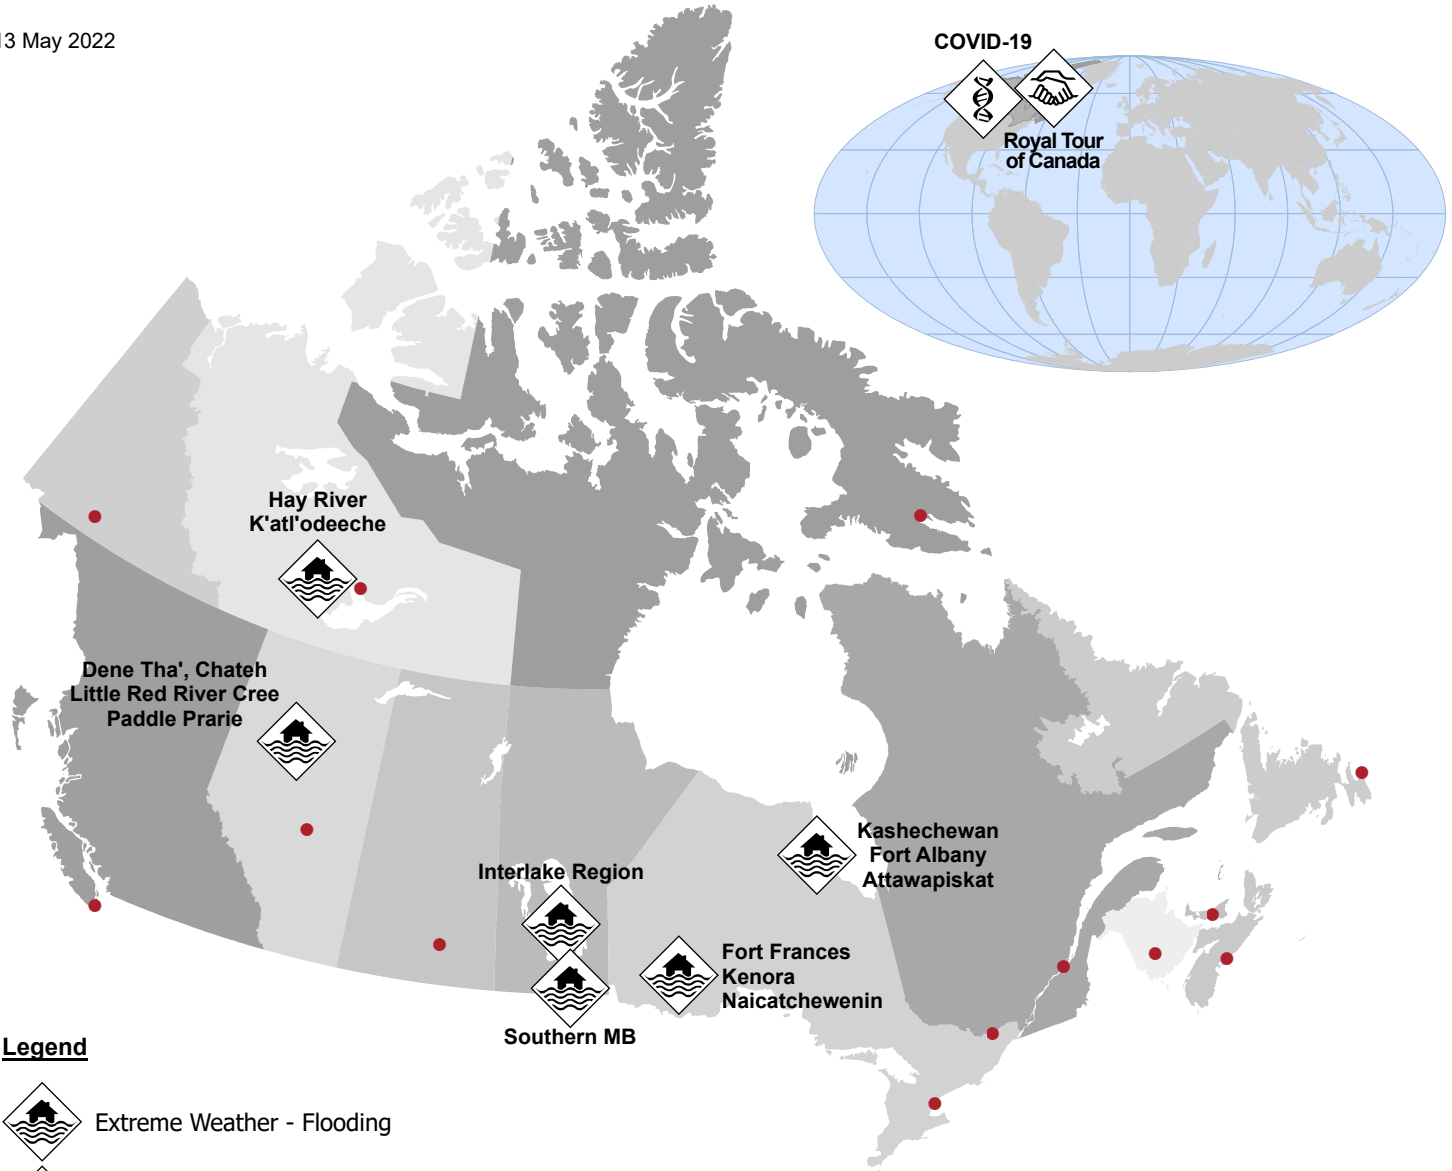 13 May 2022
COVID-19
Royal Tour
of Canada
Hay River
K'atl'odeeche
Dene Tha', Chateh
Little Red River Cree
Paddle Prarie
Kashechewan
Fort Albany
Attawapiskat
Interlake Region
Fort Frances
Kenora
Naicatchewenin
Southern MB
Legend
Extreme Weather - Flooding